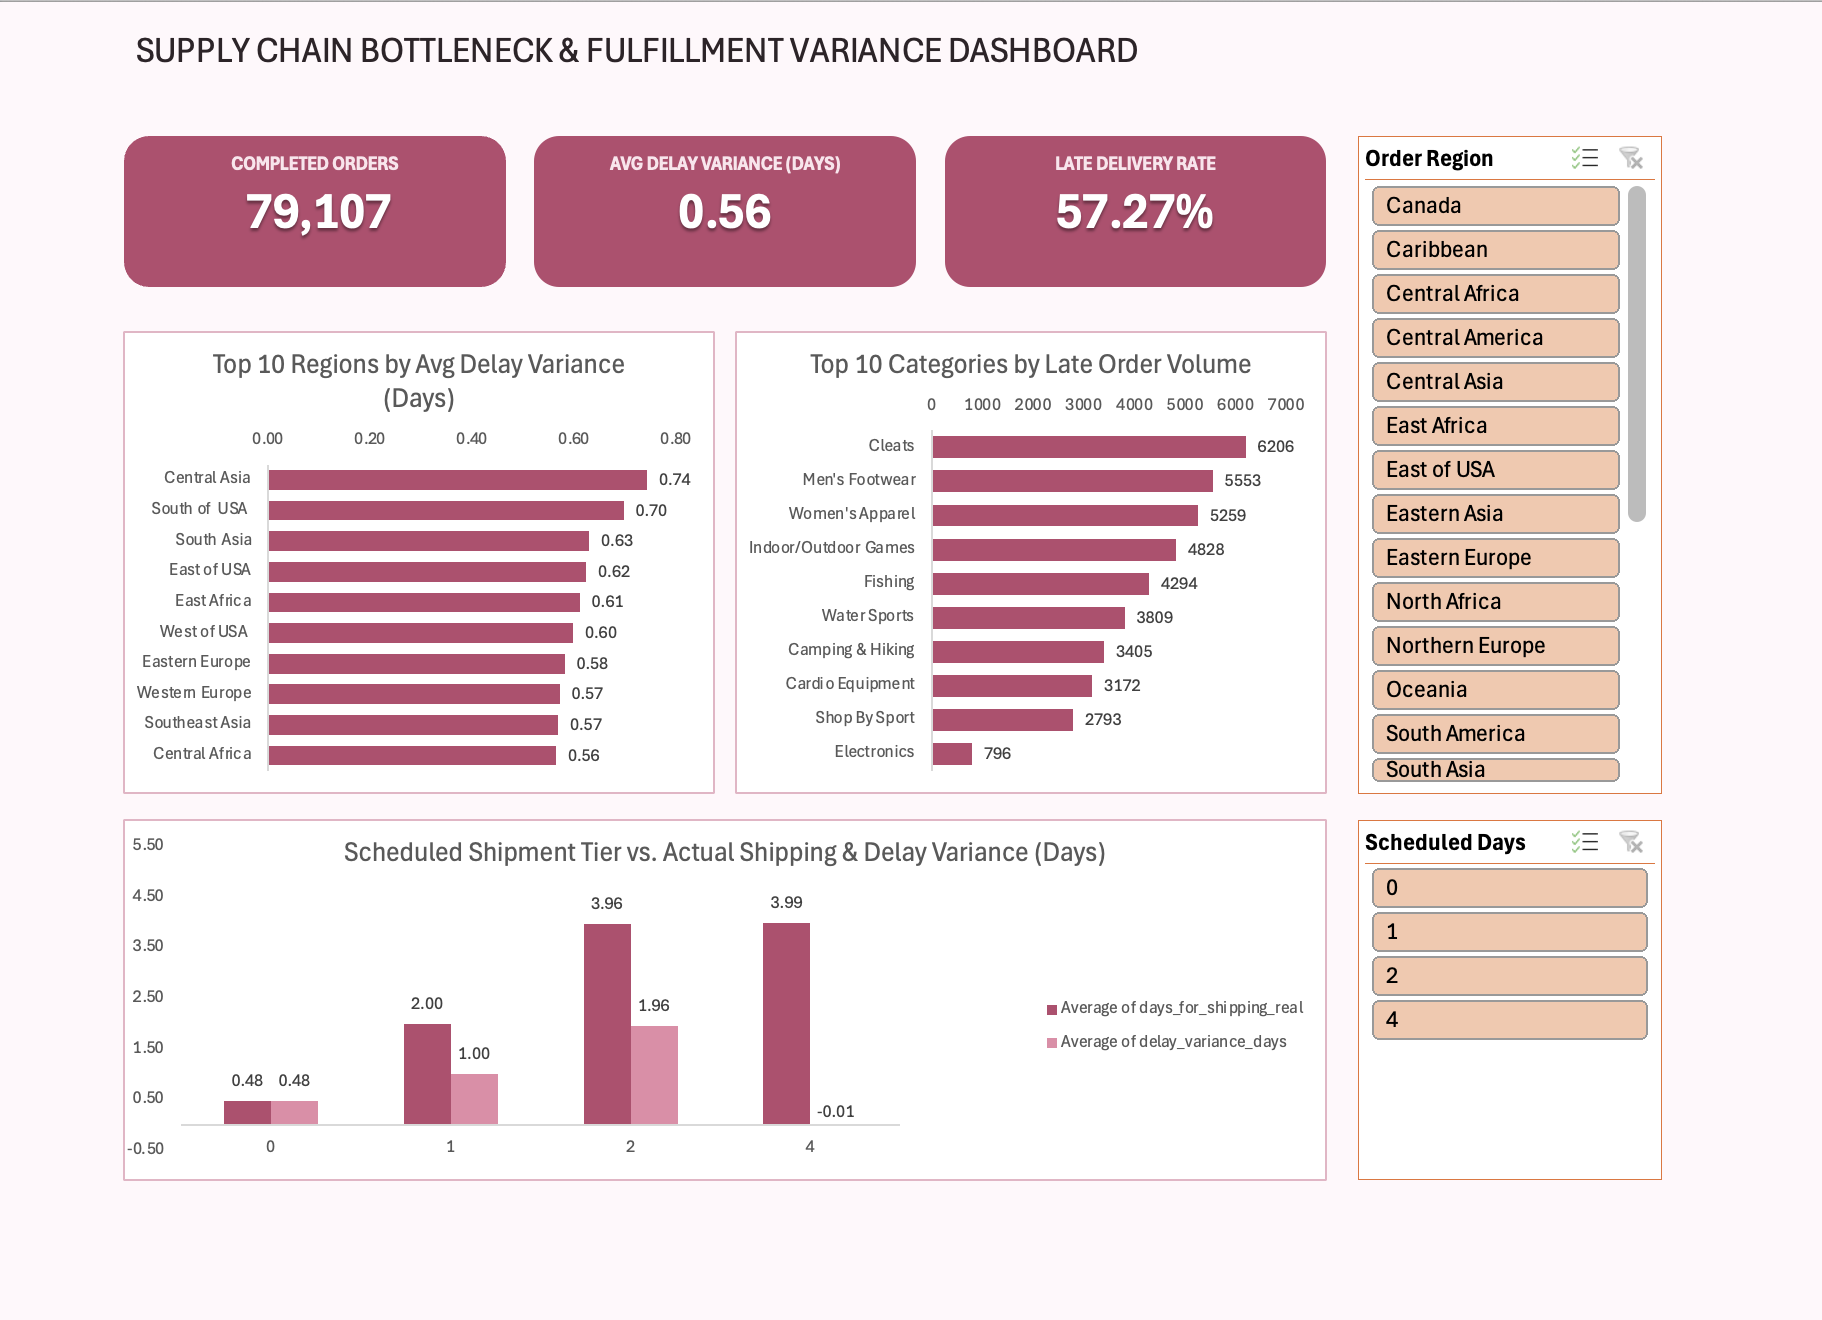 SUPPLY CHAIN BOTTLENECK & FULFILLMENT VARIANCE DASHBOARD
COMPLETED ORDERS
79,107
AVG DELAY VARIANCE (DAYS)
0.56
LATE DELIVERY RATE
57.27%
Top 10 Regions by Avg Delay Variance
(Days)
0.00 0.20 0.40 0.60 0.80
Central Asia 0.74
South of USA 0.70
South Asia 0.63
East of USA 0.62
East Africa 0.61
West of USA 0.60
Eastern Europe 0.58
Western Europe 0.57
Southeast Asia 0.57
Central Africa 0.56
Top 10 Categories by Late Order Volume
0 1000 2000 3000 4000 5000 6000 7000
Cleats 6206
Men's Footwear 5553
Women's Apparel 5259
Indoor/Outdoor Games 4828
Fishing 4294
Water Sports 3809
Camping & Hiking 3405
Cardio Equipment 3172
Shop By Sport 2793
Electronics 796
Order Region
Canada
Caribbean
Central Africa
Central America
Central Asia
East Africa
East of USA
Eastern Asia
Eastern Europe
North Africa
Northern Europe
Oceania
South America
South Asia
Scheduled Shipment Tier vs. Actual Shipping & Delay Variance (Days)
5.50
4.50
3.50
2.50
1.50
0.50
-0.50
0.48 0.48
2.00 1.00
3.96 1.96
3.99 -0.01
0 1 2 4
Average of days_for_shipping_real
Average of delay_variance_days
Scheduled Days
0
1
2
4